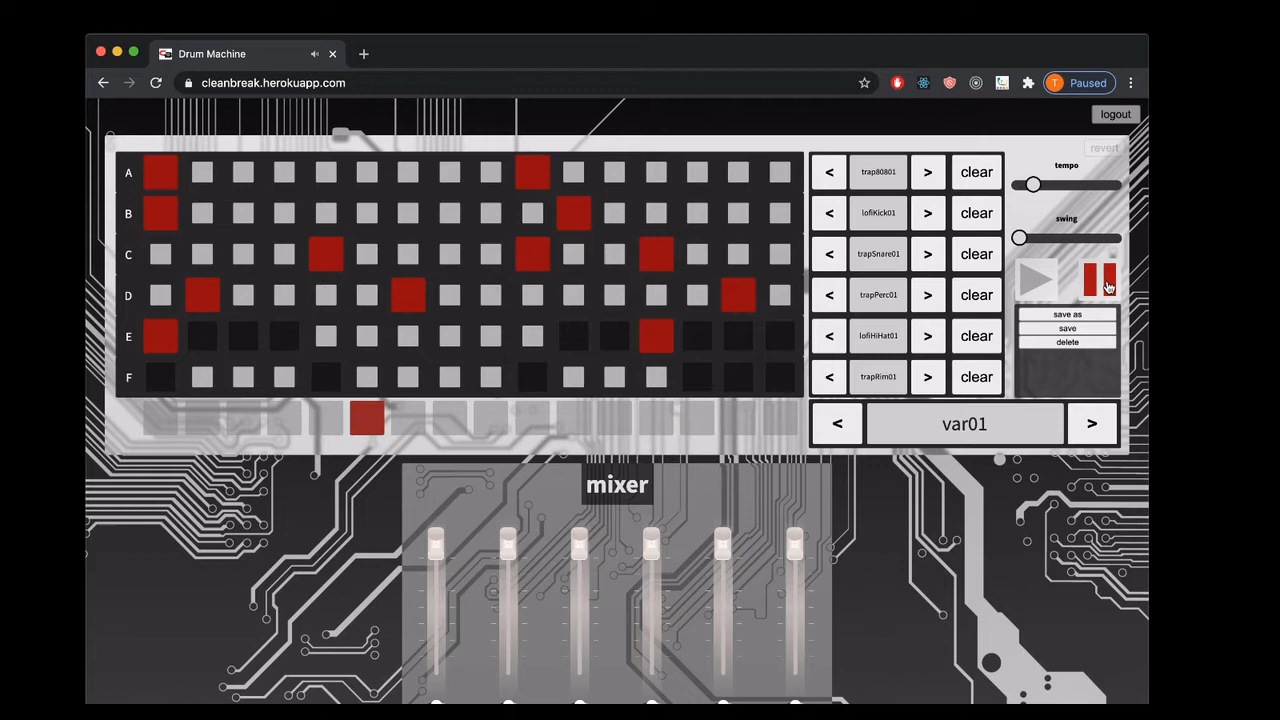 Drum Machine
cleanbreak.herokuapp.com
T Paused
logout
revert
A < trap80801 > clear
tempo
B < lofiKick01 > clear
swing
C < trapSnare01 > clear
D < trapPerc01 > clear
save as
save
E < lofiHiHat01 > clear
delete
F < trapRim01 > clear
< var01 >
mixer